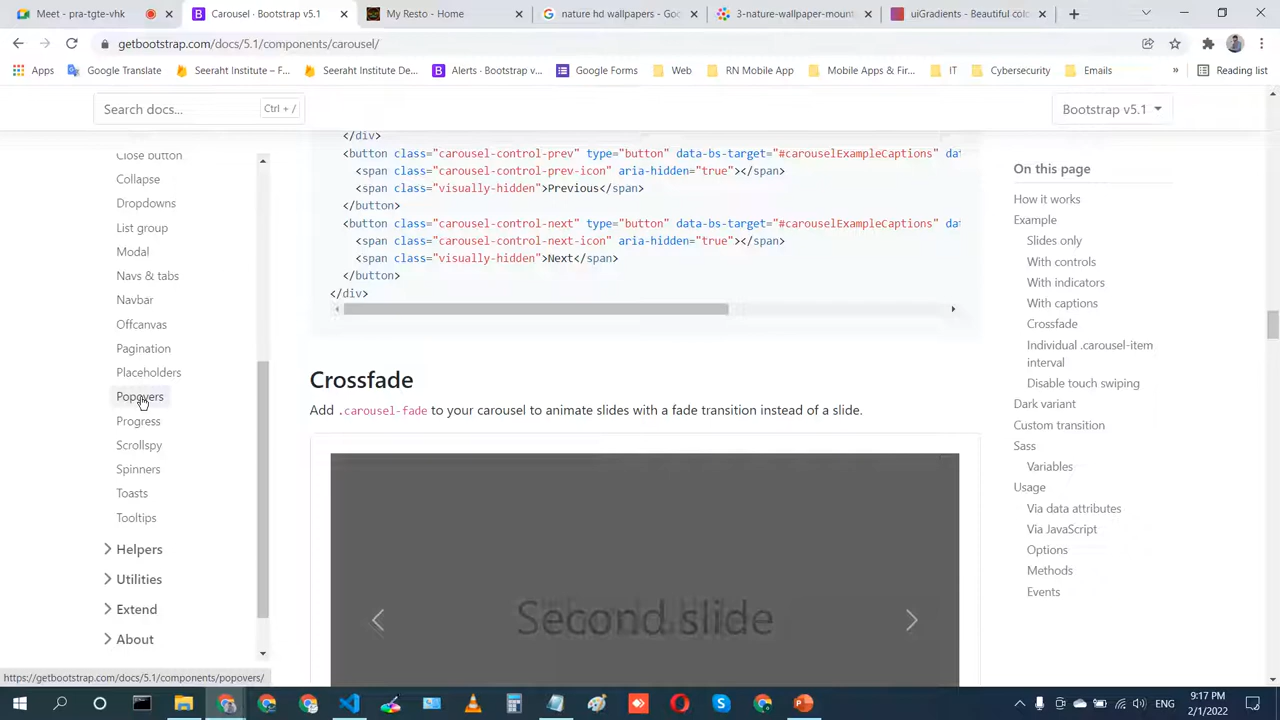 Meet - pra-tgsw-vhk
Carousel · Bootstrap v5.1
My Resto - Home
nature hd wallpapers - Goo
3-nature-wallpaper-mount
uiGradients - Beautiful colo
getbootstrap.com/docs/5.1/components/carousel/
Apps
Google Translate
Seeraht Institute – F...
Seeraht Institute De...
Alerts · Bootstrap v...
Google Forms
Web
RN Mobile App
Mobile Apps & Fir...
IT
Cybersecurity
Emails
»
Reading list
Search docs...
Ctrl + /
Bootstrap v5.1
Close button
Collapse
Dropdowns
List group
Modal
Navs & tabs
Navbar
Offcanvas
Pagination
Placeholders
Popovers
Progress
Scrollspy
Spinners
Toasts
Tooltips
Helpers
Utilities
Extend
About
</div>
<button class="carousel-control-prev" type="button" data-bs-target="#carouselExampleCaptions" dat
<span class="carousel-control-prev-icon" aria-hidden="true"></span>
<span class="visually-hidden">Previous</span>
</button>
<button class="carousel-control-next" type="button" data-bs-target="#carouselExampleCaptions" dat
<span class="carousel-control-next-icon" aria-hidden="true"></span>
<span class="visually-hidden">Next</span>
</button>
</div>
Crossfade
Add .carousel-fade to your carousel to animate slides with a fade transition instead of a slide.
Second slide
On this page
How it works
Example
Slides only
With controls
With indicators
With captions
Crossfade
Individual .carousel-item
interval
Disable touch swiping
Dark variant
Custom transition
Sass
Variables
Usage
Via data attributes
Via JavaScript
Options
Methods
Events
https://getbootstrap.com/docs/5.1/components/popovers/
ENG
9:17 PM
2/1/2022